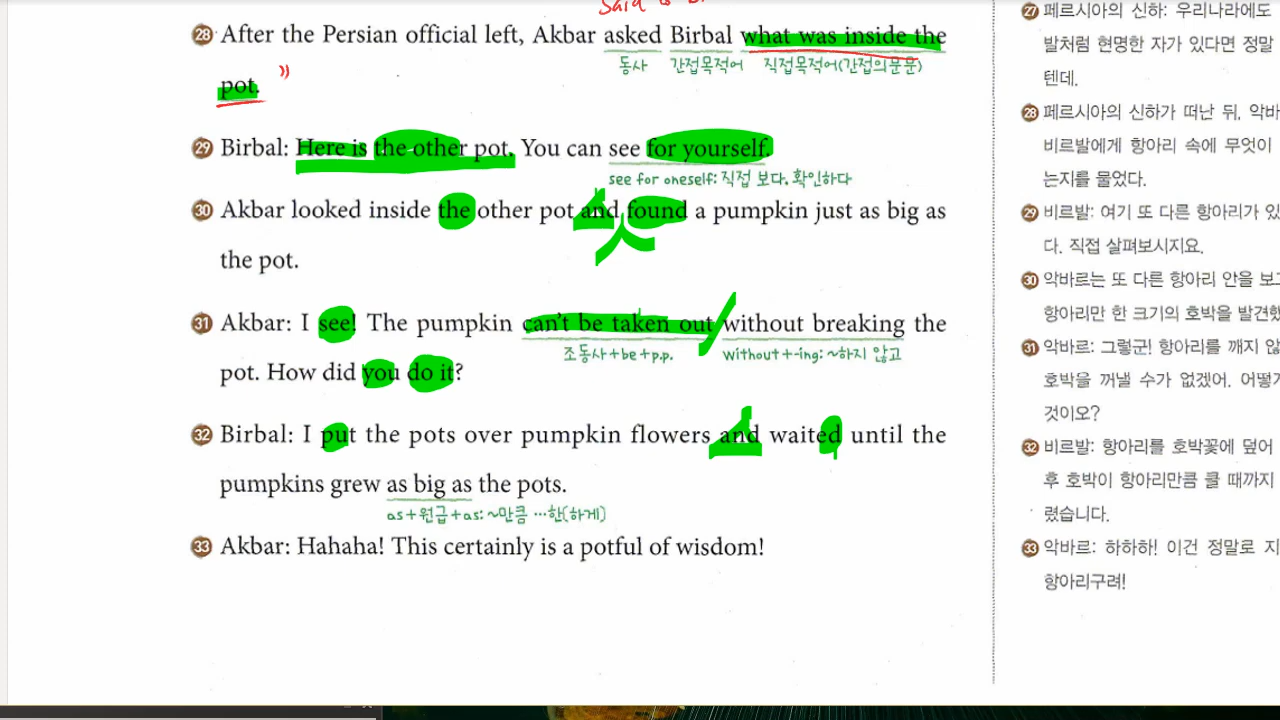 ㉘ After the Persian official left, Akbar asked Birbal what was inside the
동사 간접목적어 직접목적어(간접의문문)
pot.
㉙ Birbal: Here is the other pot. You can see for yourself.
see for oneself: 직접 보다, 확인하다
㉚ Akbar looked inside the other pot and found a pumpkin just as big as
the pot.
㉛ Akbar: I see! The pumpkin can't be taken out without breaking the
조동사+be+p.p. without+-ing: ~하지 않고
pot. How did you do it?
㉜ Birbal: I put the pots over pumpkin flowers and waited until the
pumpkins grew as big as the pots.
as+원급+as: ~만큼 …한(하게)
㉝ Akbar: Hahaha! This certainly is a potful of wisdom!
㉗ 페르시아의 신하: 우리나라에도
발처럼 현명한 자가 있다면 정말
텐데.
㉘ 페르시아의 신하가 떠난 뒤, 악바
비르발에게 항아리 속에 무엇이
는지를 물었다.
㉙ 비르발: 여기 또 다른 항아리가 있
다. 직접 살펴보시지요.
㉚ 악바르는 또 다른 항아리 안을 보고
항아리만 한 크기의 호박을 발견했
㉛ 악바르: 그렇군! 항아리를 깨지 않
호박을 꺼낼 수가 없겠어. 어떻게
것이오?
㉜ 비르발: 항아리를 호박꽃에 덮어
후 호박이 항아리만큼 클 때까지
렸습니다.
㉝ 악바르: 하하하! 이건 정말로 지
항아리구려!